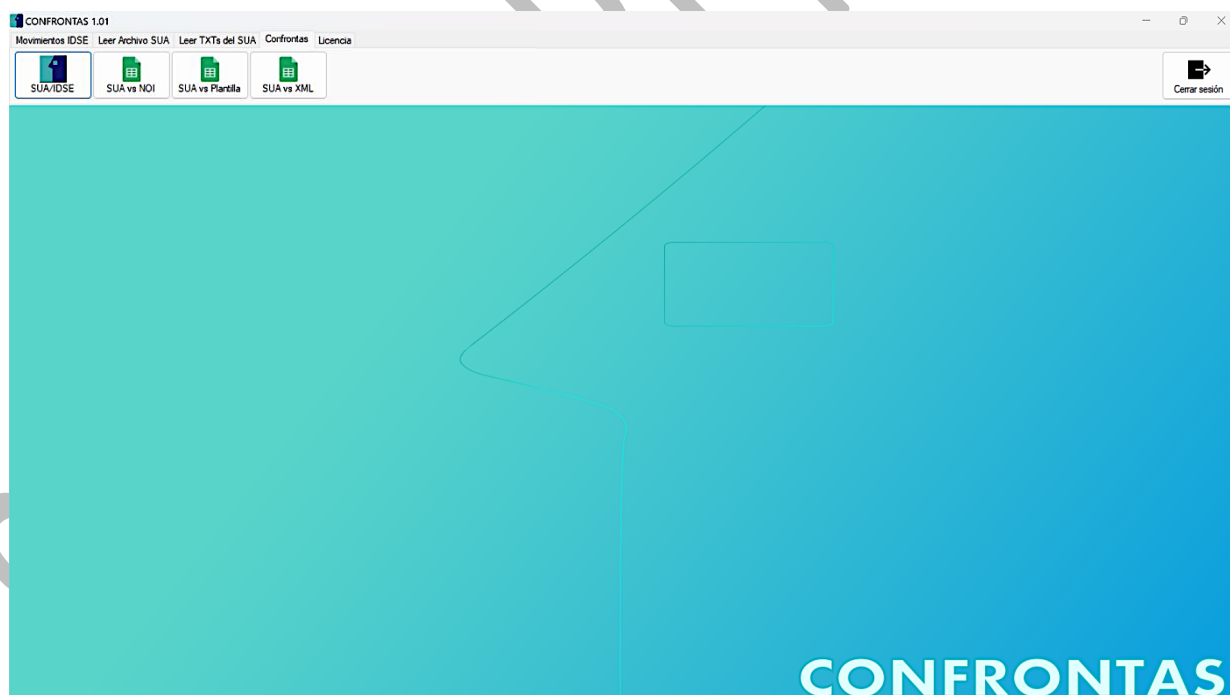 CONFRONTAS 1.01
Movimientos IDSE Leer Archivo SUA Leer TXTs del SUA Confrontas Licencia
SUA/IDSE SUA vs NOI SUA vs Plantilla SUA vs XML Cerrar sesión
CONFRONTAS